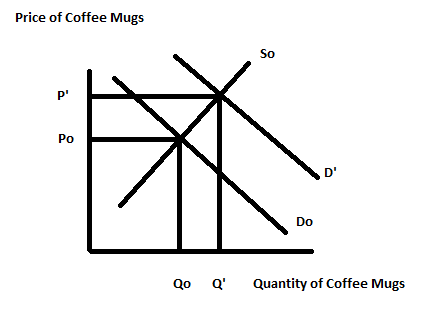 Price of Coffee Mugs
So
P'
Po
D'
Do
Qo Q' Quantity of Coffee Mugs